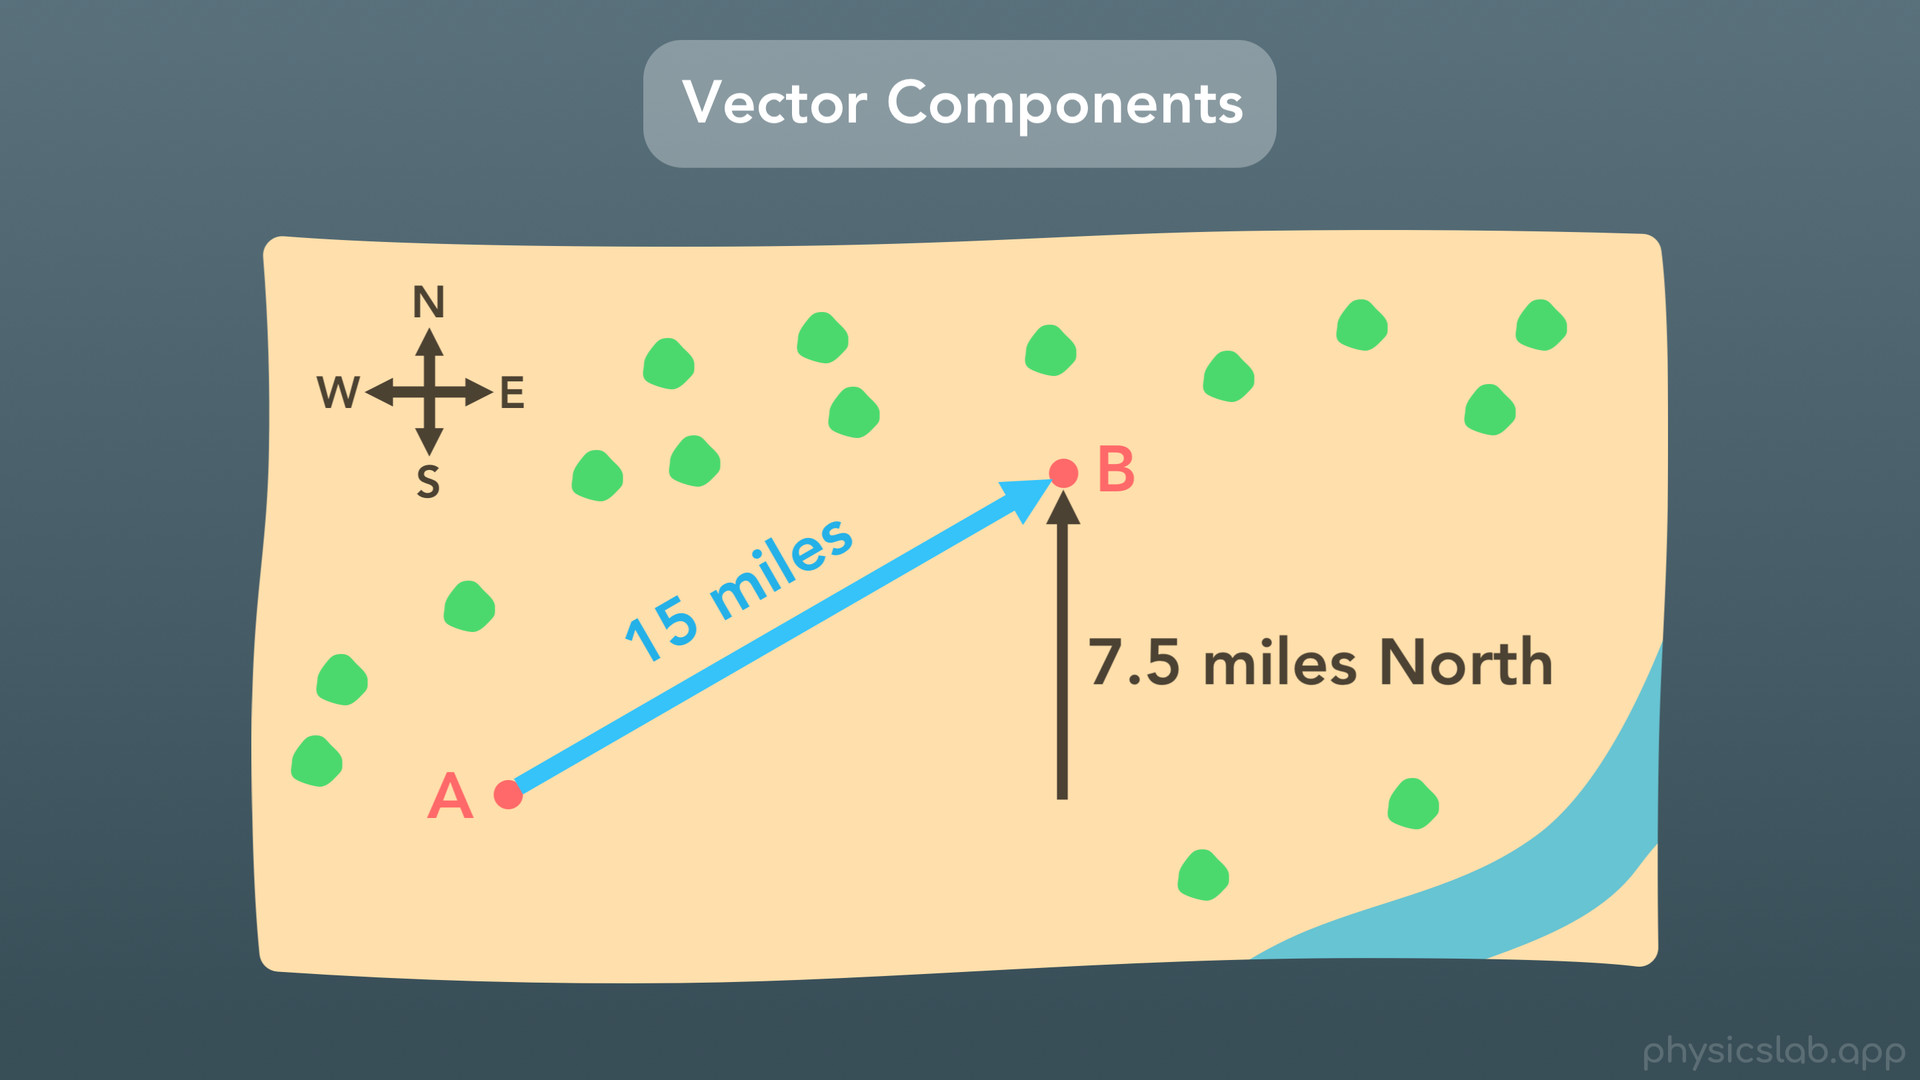 Vector Components
N
W E
S
B
15 miles
7.5 miles North
A
physicslab.app